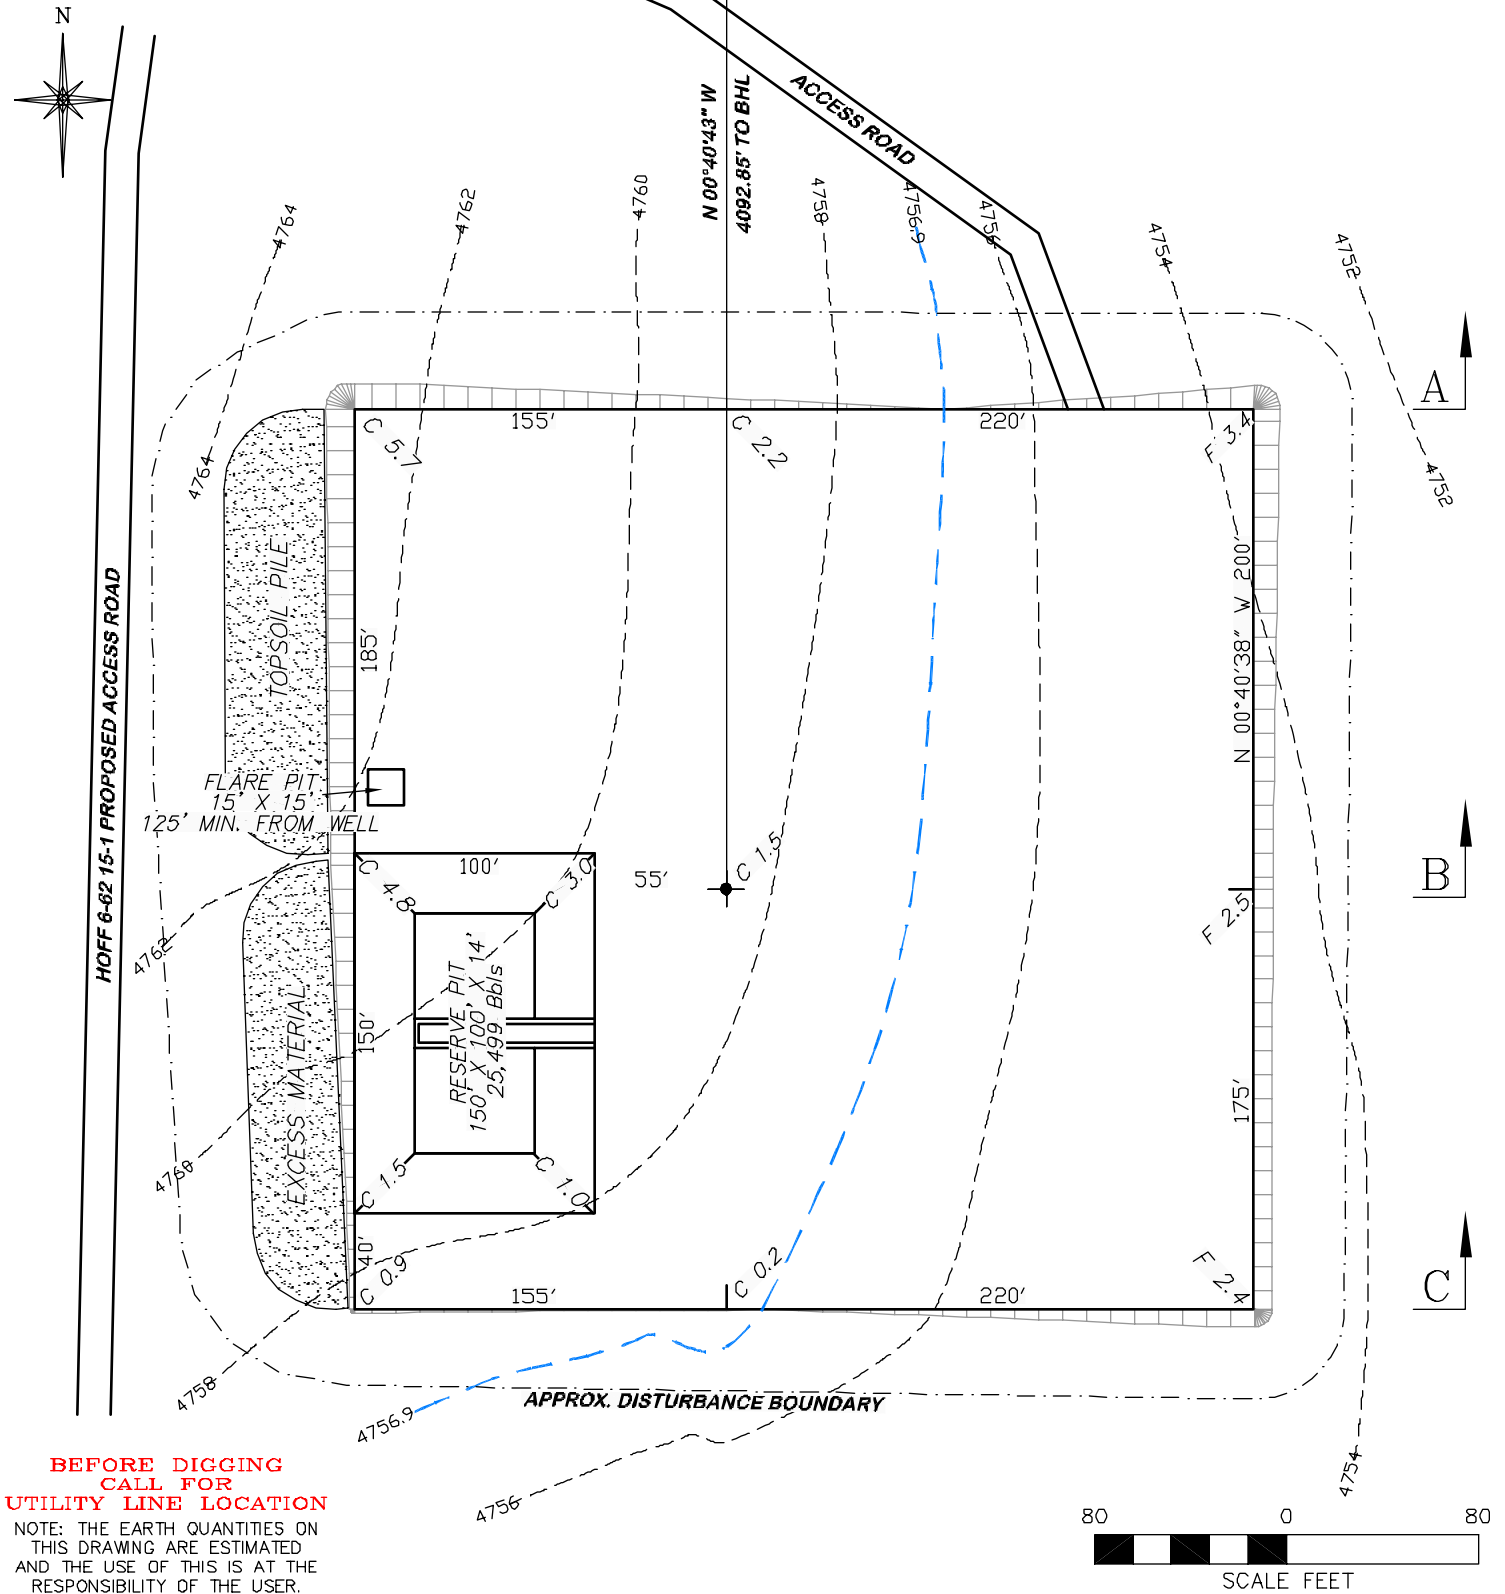 N
N 00°40'43" W
4092.85' TO BHL
ACCESS ROAD
4764
4762
4760
4758
4756.9
4756
4754
4752
A
155'
220'
C 5.7
C 2.2
F 3.4
4764
4752
TOPSOIL PILE
185'
N 00°40'38" W 200'
HOFF 6-62 15-1 PROPOSED ACCESS ROAD
FLARE PIT
15' X 15'
125' MIN. FROM WELL
100'
55'
C 1.5
B
C 4.8
C 3.0
F 2.5
4762
RESERVE PIT
150' X 100' X 14'
25,499 Bbls
EXCESS MATERIAL
150'
175'
4760
C 1.5
C 1.0
40'
C 0.9
C 0.2
F 2.4
C
155'
220'
4758
4756.9
APPROX. DISTURBANCE BOUNDARY
4756
4754
BEFORE DIGGING
CALL FOR
UTILITY LINE LOCATION
NOTE: THE EARTH QUANTITIES ON
THIS DRAWING ARE ESTIMATED
AND THE USE OF THIS IS AT THE
RESPONSIBILITY OF THE USER.
80 0 80
SCALE FEET